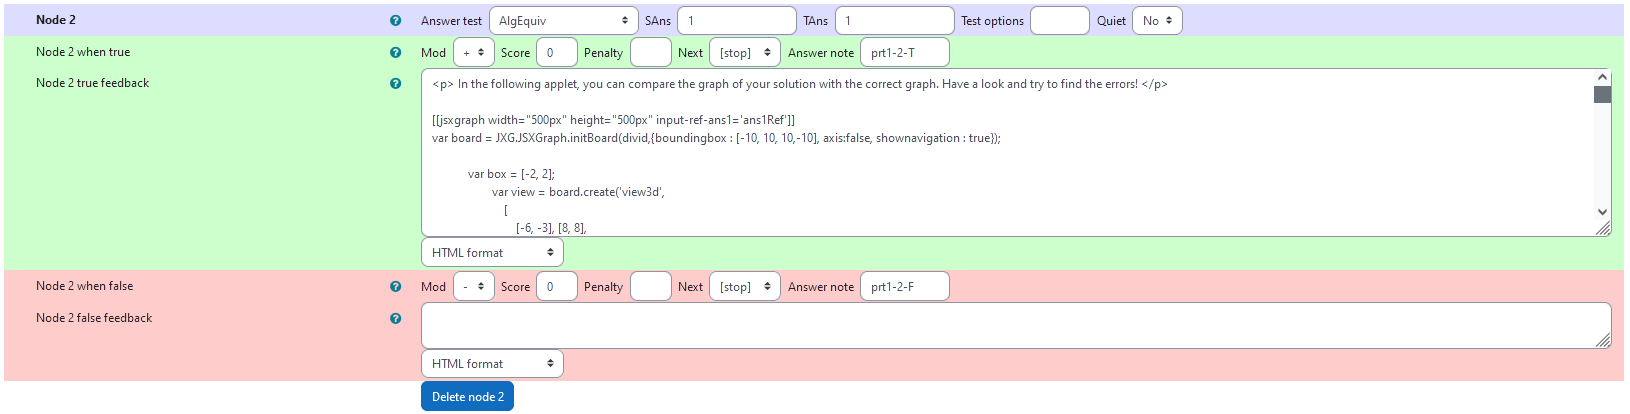 Node 2 Answer test AlgEquiv SAns 1 TAns 1 Test options Quiet No
Node 2 when true Mod + Score 0 Penalty Next [stop] Answer note prt1-2-T
Node 2 true feedback
<p> In the following applet, you can compare the graph of your solution with the correct graph. Have a look and try to find the errors! </p>
[[jsxgraph width="500px" height="500px" input-ref-ans1='ans1Ref']]
var board = JXG.JSXGraph.initBoard(divid,{boundingbox : [-10, 10, 10,-10], axis:false, shownavigation : true});
var box = [-2, 2];
var view = board.create('view3d',
[
[-6, -3], [8, 8],
HTML format
Node 2 when false Mod - Score 0 Penalty Next [stop] Answer note prt1-2-F
Node 2 false feedback
HTML format
Delete node 2